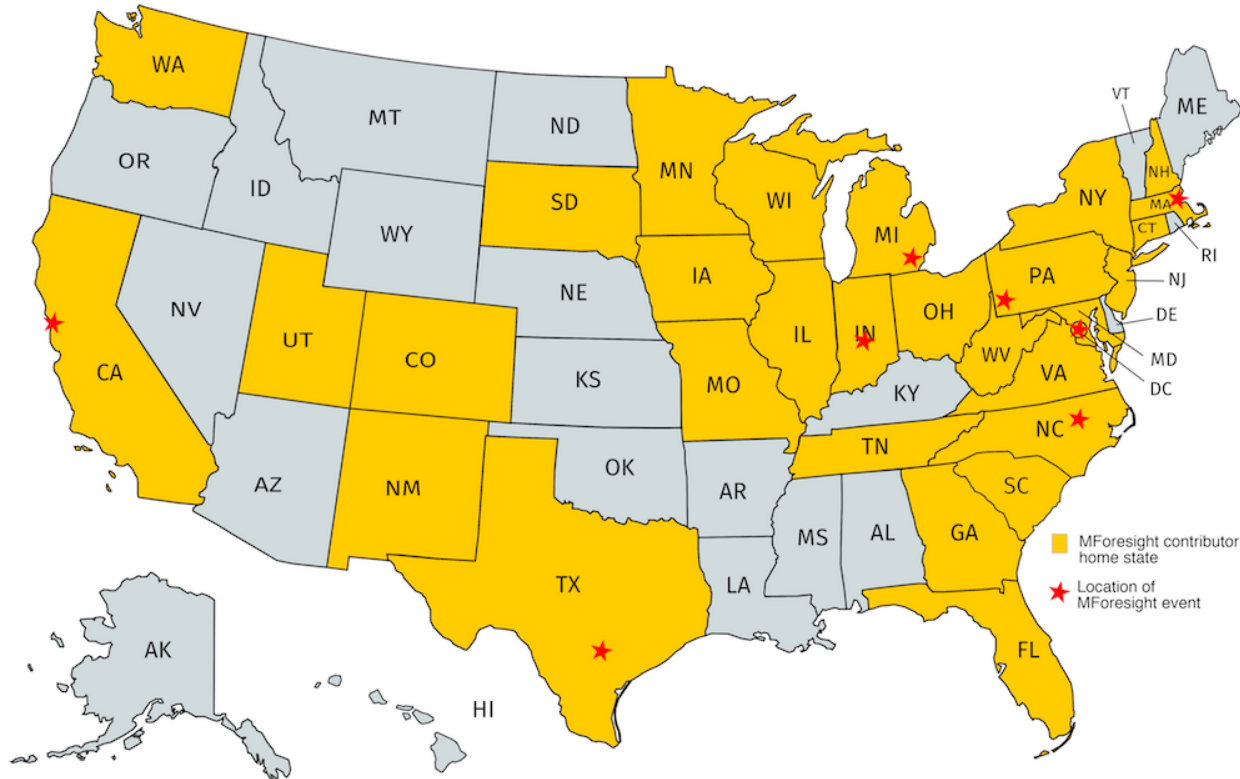 WA
MT
ND
MN
OR
ID
SD
WI
WY
MI
NY
VT
ME
NH
MA
CT
RI
NV
UT
NE
IA
PA
NJ
CA
CO
IL
IN
OH
DE
KS
MO
WV
VA
MD
DC
KY
AZ
NM
OK
AR
TN
NC
SC
MS
AL
GA
TX
LA
MForesight contributor
home state
Location of
MForesight event
FL
AK
HI